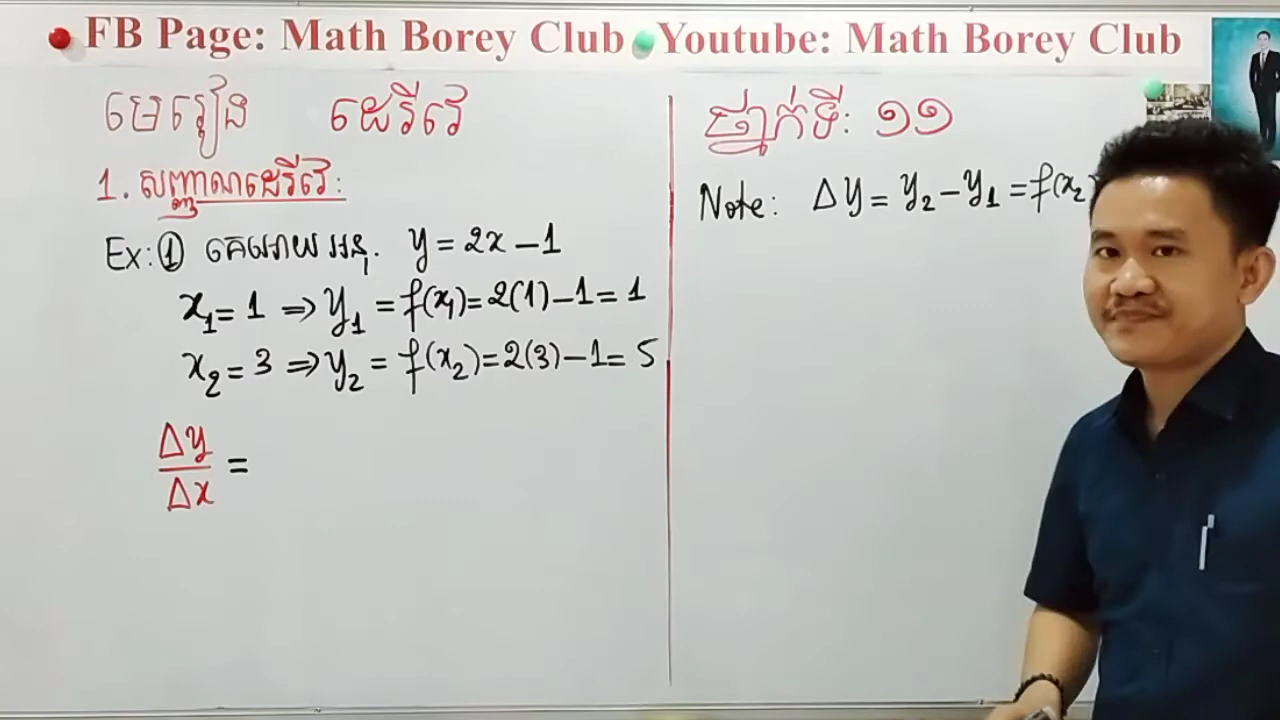 FB Page: Math Borey Club Youtube: Math Borey Club
មេរៀន ដេរីវេ
ថ្នាក់ទី: ១១
1. សញ្ញាណដេរីវេ:
Ex: ① គេអោយ អនុ. y = 2x - 1
x₁ = 1 ⇒ y₁ = f(x₁) = 2(1) - 1 = 1
x₂ = 3 ⇒ y₂ = f(x₂) = 2(3) - 1 = 5
Δy
Δx =
Note: Δy = y₂ - y₁ = f(x₂)